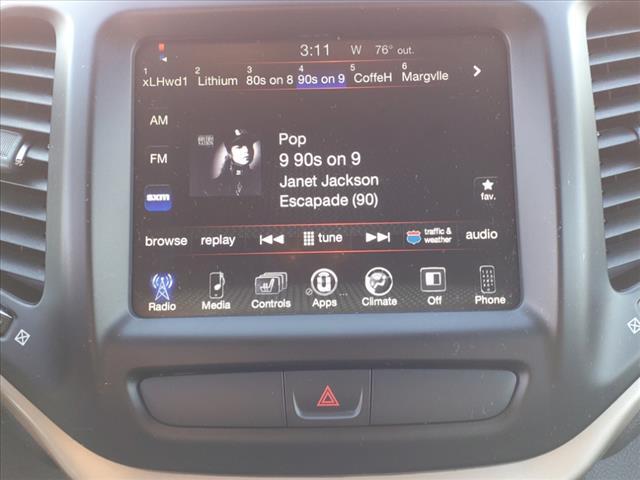 3:11 W 76° out.
1 2 3 4 5 6
xLHwd1 Lithium 80s on 8 90s on 9 CoffeH Margvlle
AM
FM
sxm
Pop
9 90s on 9
Janet Jackson
Escapade (90)
fav.
browse replay tune traffic & weather audio
Radio Media Controls Apps ... Climate Off Phone